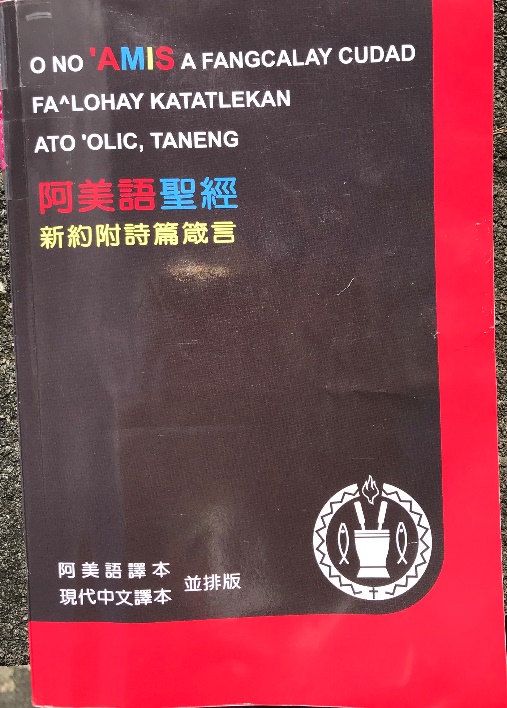 O NO 'AMIS A FANGCALAY CUDAD
FA^LOHAY KATATLEKAN
ATO 'OLIC, TANENG
阿美語聖經
新約附詩篇箴言
阿美語譯本
現代中文譯本 並排版